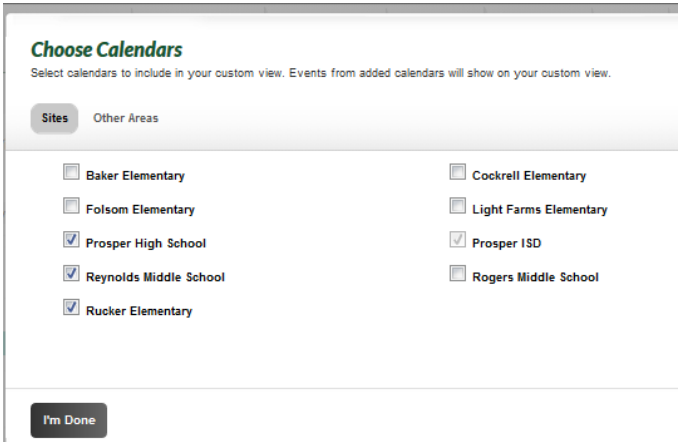 Choose Calendars
Select calendars to include in your custom view. Events from added calendars will show on your custom view.
Sites Other Areas
Baker Elementary Cockrell Elementary
Folsom Elementary Light Farms Elementary
Prosper High School Prosper ISD
Reynolds Middle School Rogers Middle School
Rucker Elementary
I'm Done